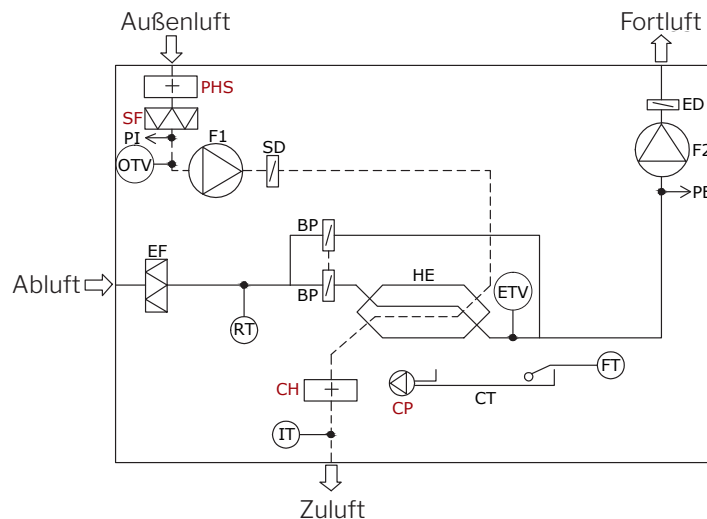 Außenluft
Fortluft
PHS
SF
ED
PI
F1
SD
F2
OTV
PE
BP
EF
HE
ETV
Abluft
BP
RT
FT
CH
CP
CT
IT
Zuluft